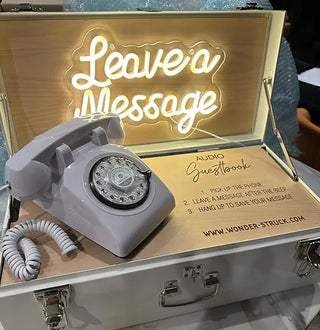 Leave a
Message
AUDIO
Guestbook
1. PICK UP THE PHONE
2. LEAVE A MESSAGE AFTER THE BEEP
3. HANG UP TO SAVE YOUR MESSAGE
WWW.WONDER-STRUCK.COM